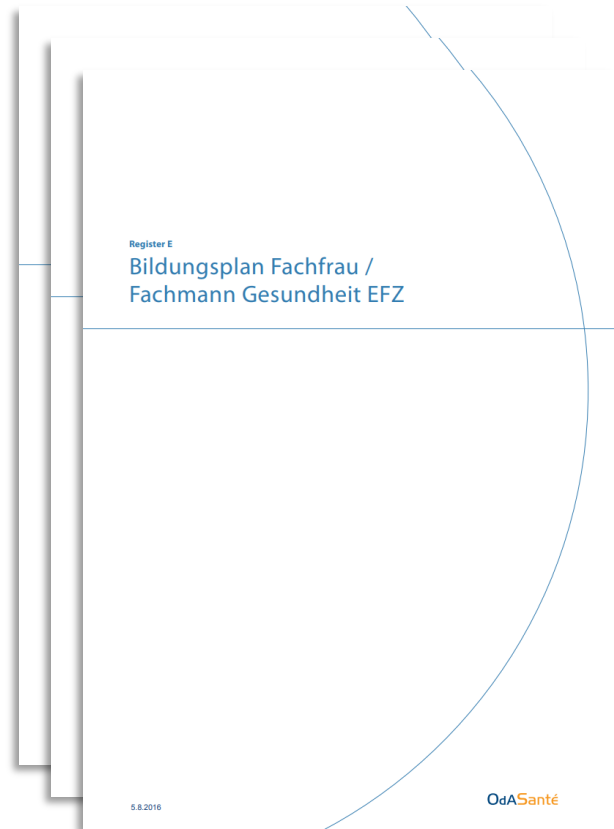 Register E
Bildungsplan Fachfrau /
Fachmann Gesundheit EFZ
5.8.2016
OdASanté